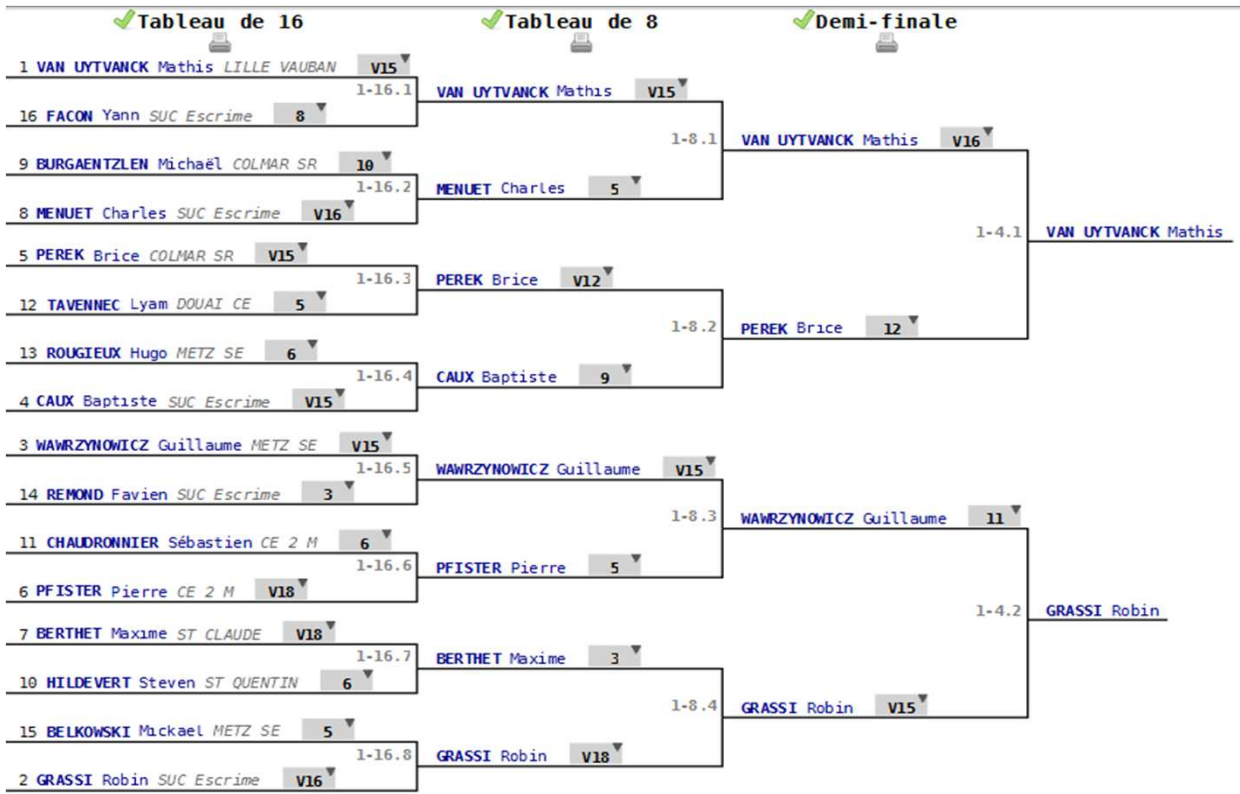 Tableau de 16 Tableau de 8 Demi-finale
1 VAN UYTVANCK Mathis LILLE VAUBAN V15
1-16.1 VAN UYTVANCK Mathis V15
16 FACON Yann SUC Escrime 8
1-8.1 VAN UYTVANCK Mathis V16
9 BURGAENTZLEN Michaël COLMAR SR 10
1-16.2 MENUET Charles 5
8 MENUET Charles SUC Escrime V16
1-4.1 VAN UYTVANCK Mathis
5 PEREK Brice COLMAR SR V15
1-16.3 PEREK Brice V12
12 TAVENNEC Lyam DOUAI CE 5
1-8.2 PEREK Brice 12
13 ROUGIEUX Hugo METZ SE 6
1-16.4 CAUX Baptiste 9
4 CAUX Baptiste SUC Escrime V15
3 WAWRZYNOWICZ Guillaume METZ SE V15
1-16.5 WAWRZYNOWICZ Guillaume V15
14 REMOND Favien SUC Escrime 3
1-8.3 WAWRZYNOWICZ Guillaume 11
11 CHAUDRONNIER Sébastien CE 2 M 6
1-16.6 PFISTER Pierre 5
6 PFISTER Pierre CE 2 M V18
1-4.2 GRASSI Robin
7 BERTHET Maxime ST CLAUDE V18
1-16.7 BERTHET Maxime 3
10 HILDEVERT Steven ST QUENTIN 6
1-8.4 GRASSI Robin V15
15 BELKOWSKI Mickael METZ SE 5
1-16.8 GRASSI Robin V18
2 GRASSI Robin SUC Escrime V16